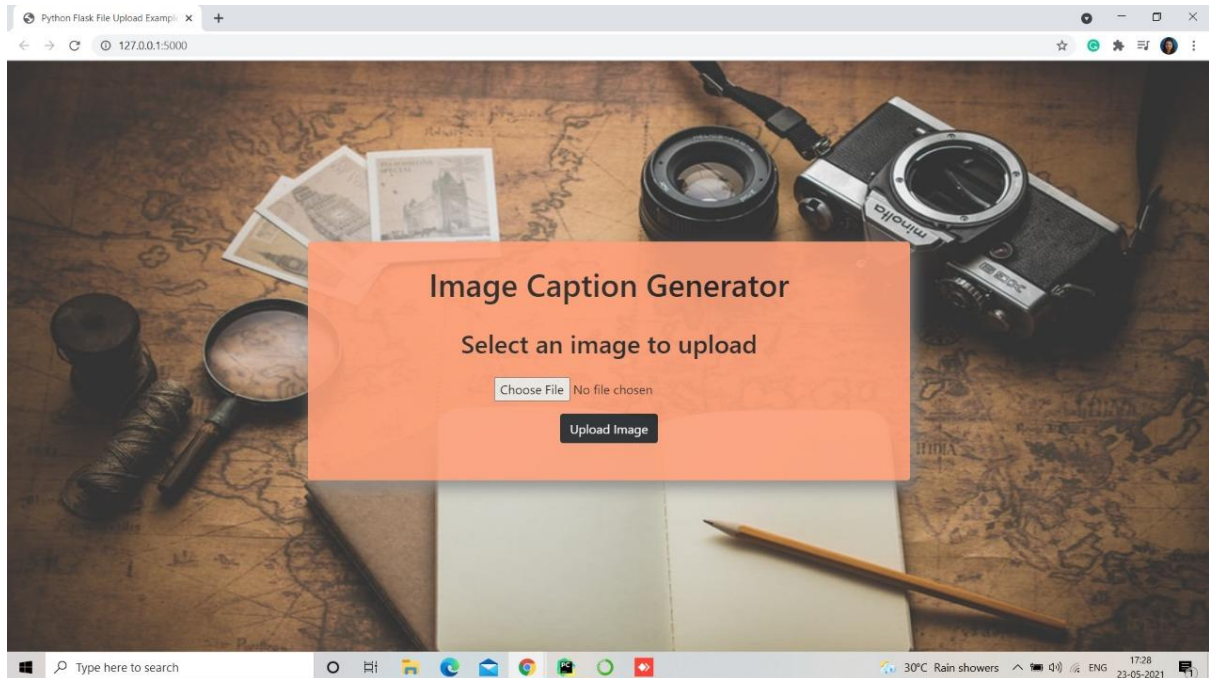 Python Flask File Upload Exampl
127.0.0.1:5000
minolta
Image Caption Generator
Select an image to upload
Choose File No file chosen
Upload Image
Type here to search
PC
30°C Rain showers
ENG
17:28
23-05-2021